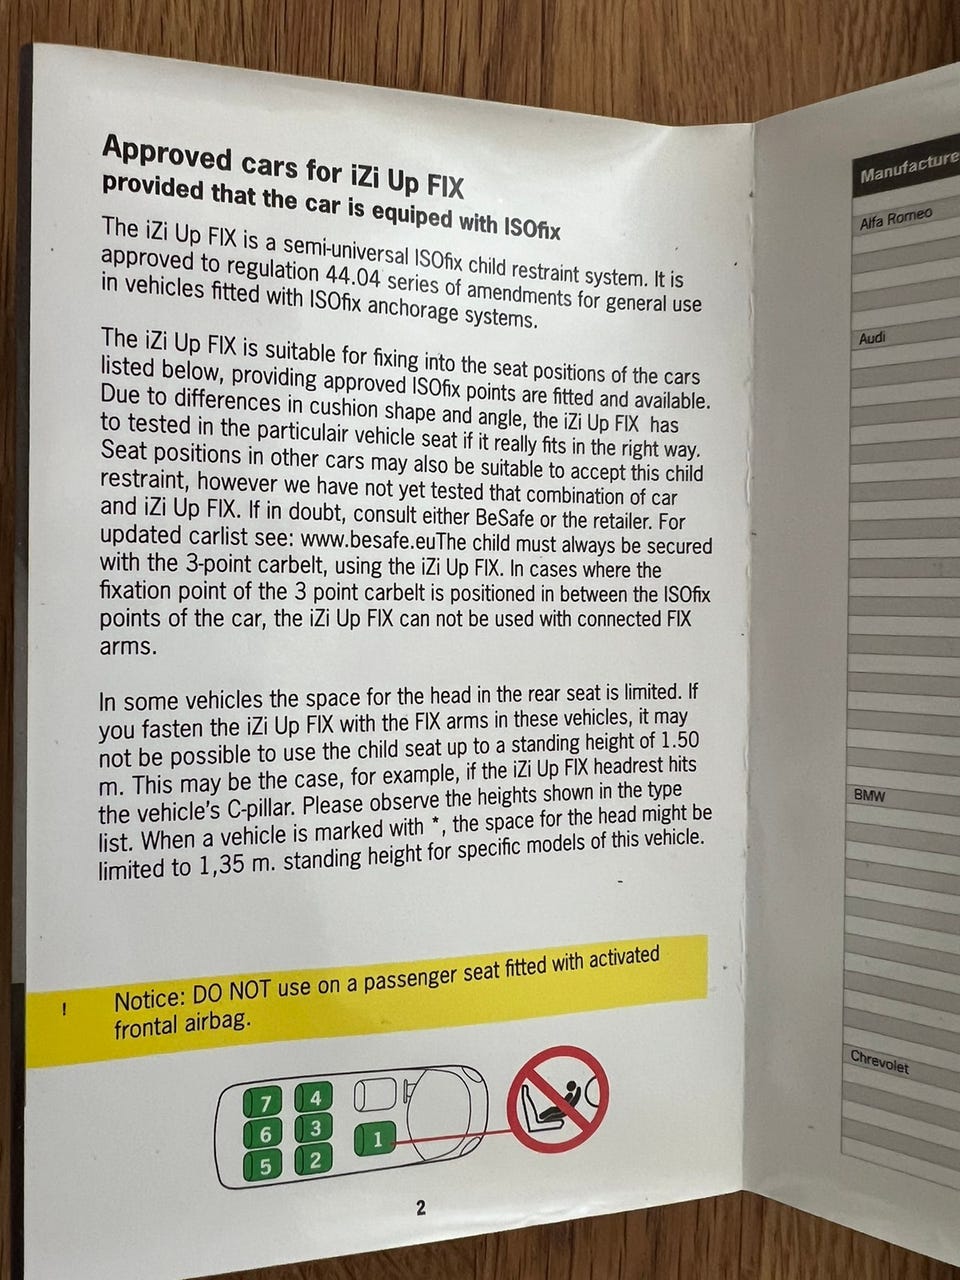 Approved cars for iZi Up FIX
provided that the car is equiped with ISOfix
The iZi Up FIX is a semi-universal ISOfix child restraint system. It is
approved to regulation 44.04 series of amendments for general use
in vehicles fitted with ISOfix anchorage systems.
The iZi Up FIX is suitable for fixing into the seat positions of the cars
listed below, providing approved ISOfix points are fitted and available.
Due to differences in cushion shape and angle, the iZi Up FIX has
to tested in the particulair vehicle seat if it really fits in the right way.
Seat positions in other cars may also be suitable to accept this child
restraint, however we have not yet tested that combination of car
and iZi Up FIX. If in doubt, consult either BeSafe or the retailer. For
updated carlist see: www.besafe.euThe child must always be secured
with the 3-point carbelt, using the iZi Up FIX. In cases where the
fixation point of the 3 point carbelt is positioned in between the ISOfix
points of the car, the iZi Up FIX can not be used with connected FIX
arms.
In some vehicles the space for the head in the rear seat is limited. If
you fasten the iZi Up FIX with the FIX arms in these vehicles, it may
not be possible to use the child seat up to a standing height of 1.50
m. This may be the case, for example, if the iZi Up FIX headrest hits
the vehicle's C-pillar. Please observe the heights shown in the type
list. When a vehicle is marked with *, the space for the head might be
limited to 1,35 m. standing height for specific models of this vehicle.
! Notice: DO NOT use on a passenger seat fitted with activated
frontal airbag.
7 4
6 3 1
5 2
2
Manufacture
Alfa Romeo
Audi
BMW
Chrevolet